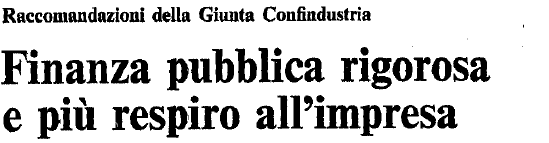 Raccomandazioni della Giunta Confindustria
Finanza pubblica rigorosa
e più respiro all'impresa